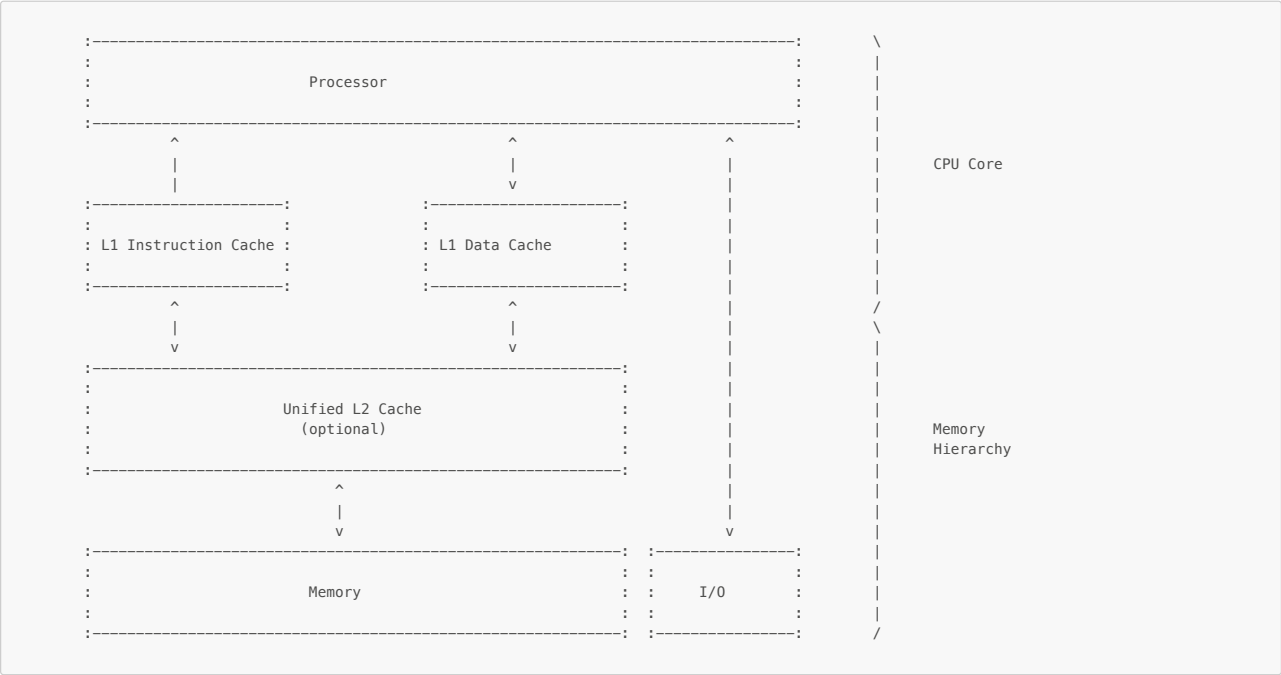 Processor
CPU Core
L1 Instruction Cache
L1 Data Cache
Unified L2 Cache
(optional)
Memory
Hierarchy
Memory
I/O